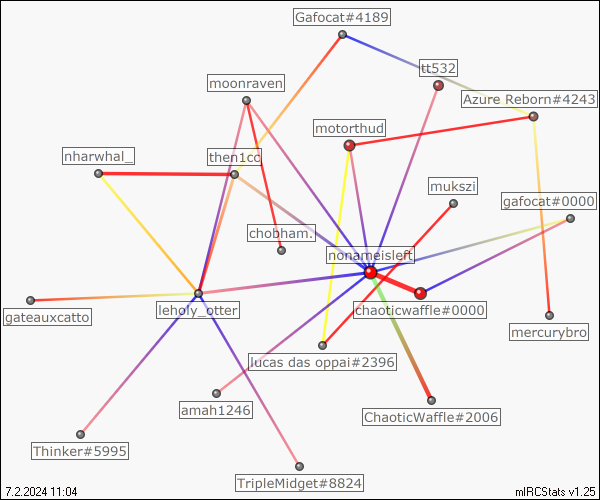 Gafocat#4189
tt532
moonraven
Azure Reborn#4243
motorthud
nharwhal_
then1cc
mukszi
gafocat#0000
chobham.
nonameisleft
leholy_otter
chaoticwaffle#0000
gateauxcatto
mercurybro
lucas das oppai#2396
amah1246
ChaoticWaffle#2006
Thinker#5995
TripleMidget#8824
7.2.2024 11:04
mIRCStats v1.25